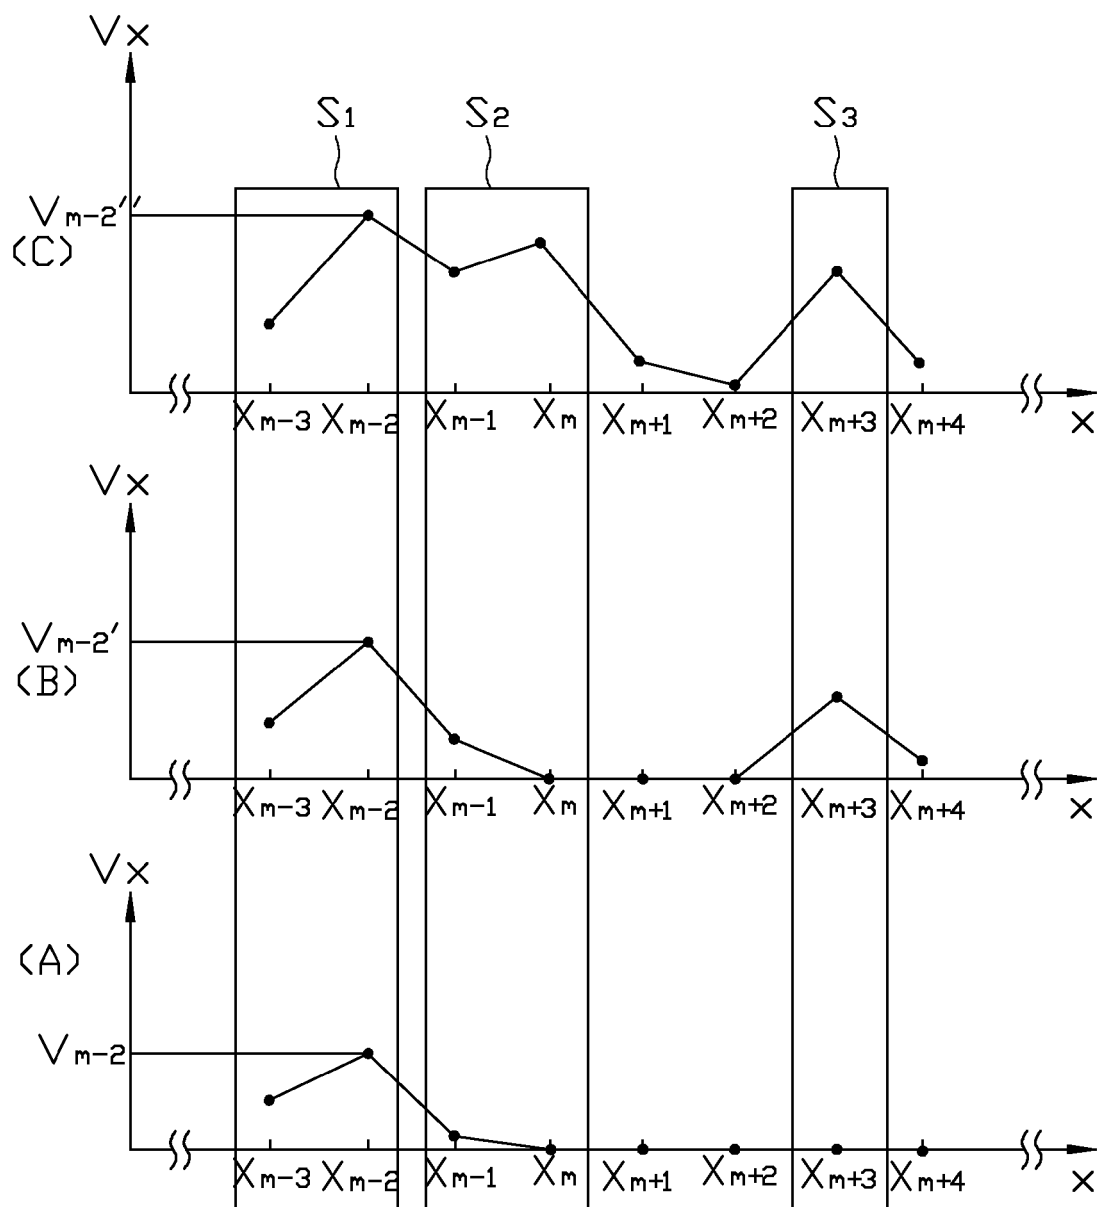 Vx
S1 S2 S3
Vm-2''
(C)
Xm-3 Xm-2 Xm-1 Xm Xm+1 Xm+2 Xm+3 Xm+4 x
Vx
Vm-2'
(B)
Xm-3 Xm-2 Xm-1 Xm Xm+1 Xm+2 Xm+3 Xm+4 x
Vx
(A)
Vm-2
Xm-3 Xm-2 Xm-1 Xm Xm+1 Xm+2 Xm+3 Xm+4 x